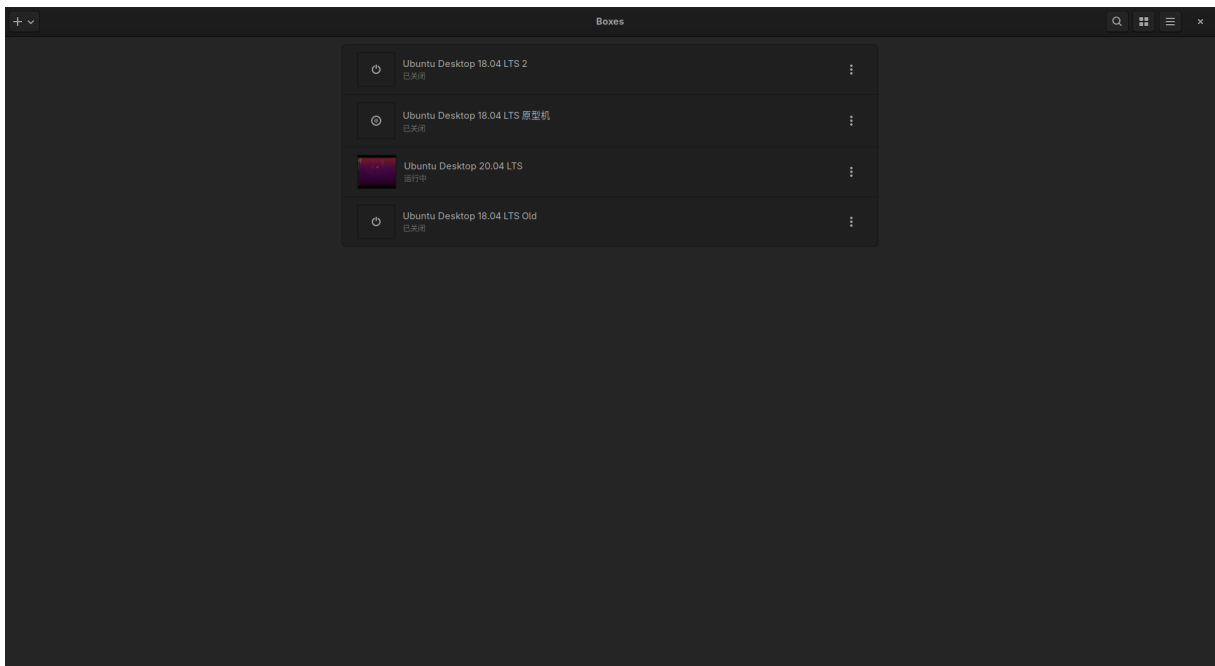 Boxes
Ubuntu Desktop 18.04 LTS 2
已关闭
Ubuntu Desktop 18.04 LTS 原型机
已关闭
Ubuntu Desktop 20.04 LTS
运行中
Ubuntu Desktop 18.04 LTS Old
已关闭